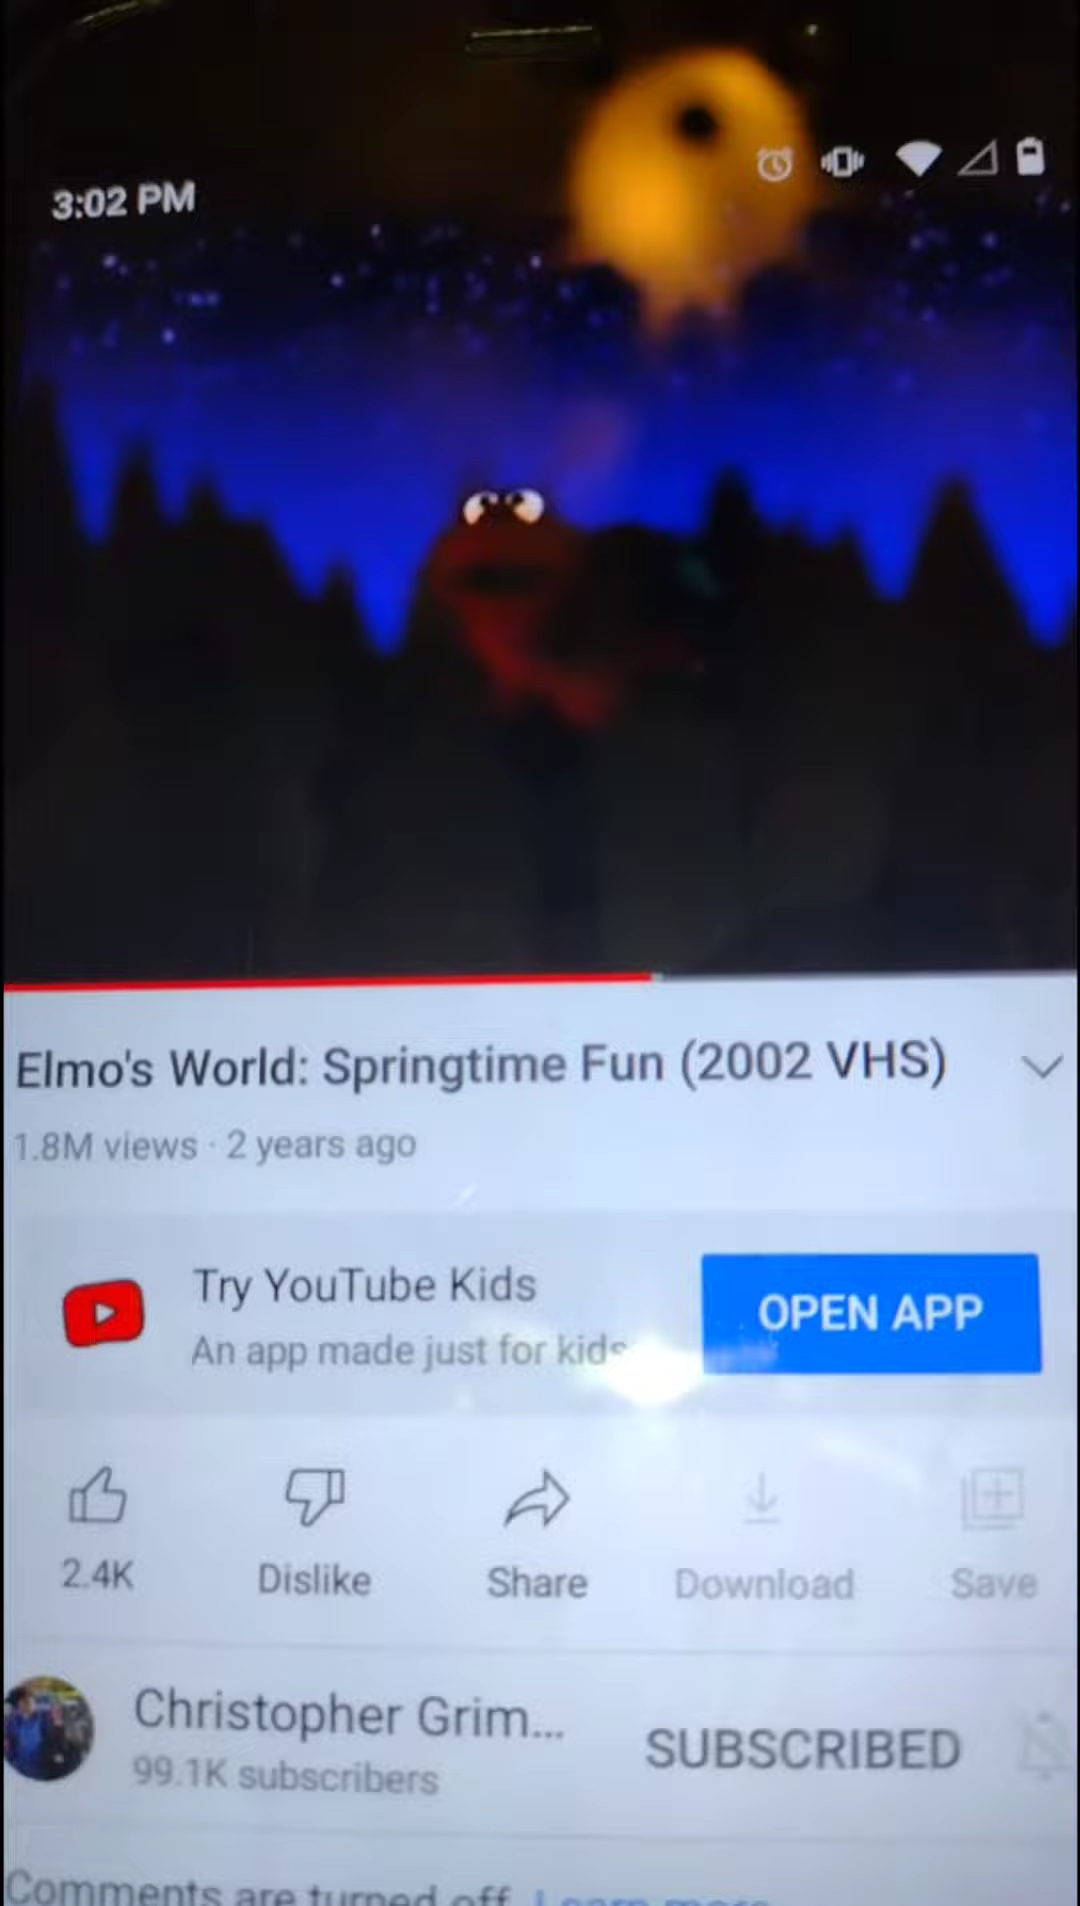 3:02 PM
Elmo's World: Springtime Fun (2002 VHS)
1.8M views · 2 years ago
Try YouTube Kids
An app made just for kids
OPEN APP
2.4K
Dislike
Share
Download
Save
Christopher Grim...
99.1K subscribers
SUBSCRIBED
Comments are turned off. Learn more